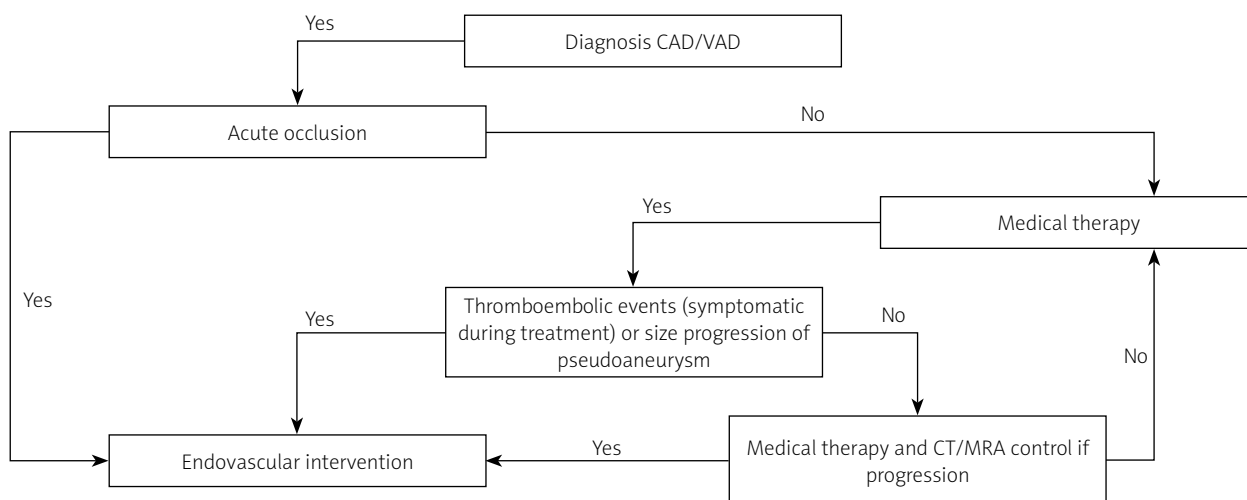 Yes
Diagnosis CAD/VAD
Acute occlusion
No
Yes
Medical therapy
Yes
Thromboembolic events (symptomatic
during treatment) or size progression of
pseudoaneurysm
Yes
No
No
Endovascular intervention
Yes
Medical therapy and CT/MRA control if
progression